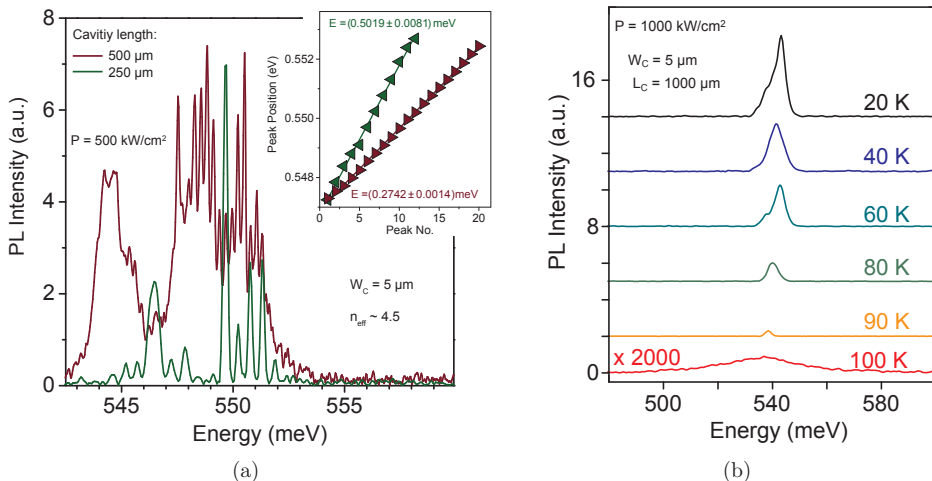 Cavitiy length:
500 µm
250 µm
P = 500 kW/cm²
PL Intensity (a.u.)
8
7
6
5
4
3
2
1
0
545
550
555
Energy (meV)
W_C = 5 µm
n_eff ~ 4.5
E =(0.5019 ± 0.0081) meV
E =(0.2742 ± 0.0014)meV
Peak Position (eV)
0.552
0.550
0.548
0
5
10
15
20
Peak No.
(a)
P = 1000 kW/cm²
W_C = 5 µm
L_C = 1000 µm
PL Intensity (a.u.)
16
8
0
20 K
40 K
60 K
80 K
90 K
x 2000
100 K
500
540
580
Energy (meV)
(b)